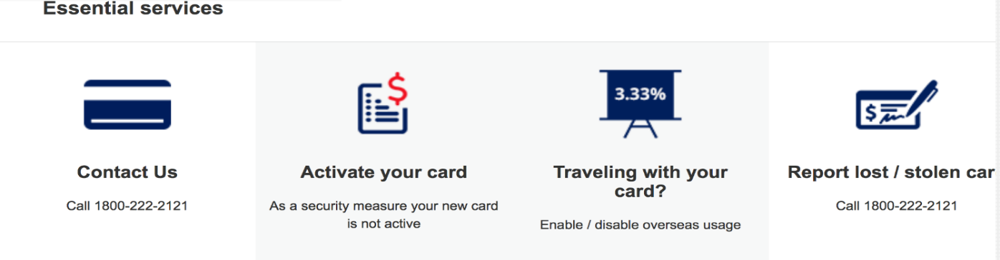 Essential services
$
3.33%
$
Contact Us
Activate your card
Traveling with your
card?
Report lost / stolen car
Call 1800-222-2121
As a security measure your new card
is not active
Enable / disable overseas usage
Call 1800-222-2121